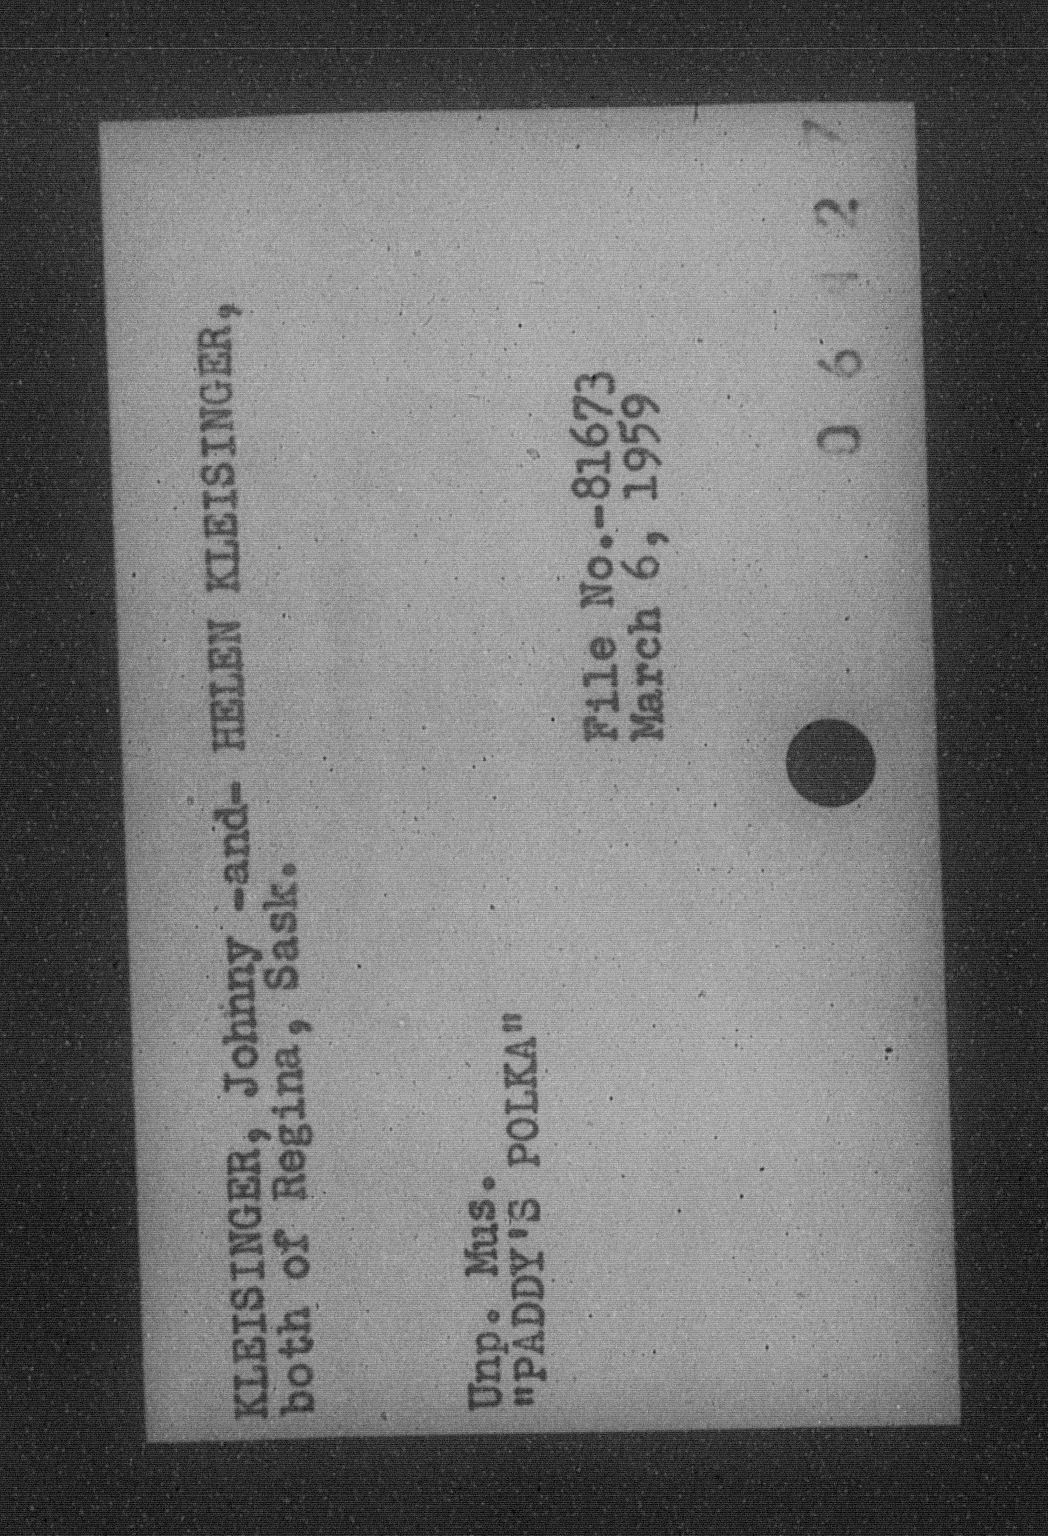 KLEISINGER, Johnny -and- HELEN KLEISINGER,
both of Regina, Sask.
Unp. Mus.
"PADDY'S POLKA"
File No.-81673
March 6, 1959
0 6 1 2 7